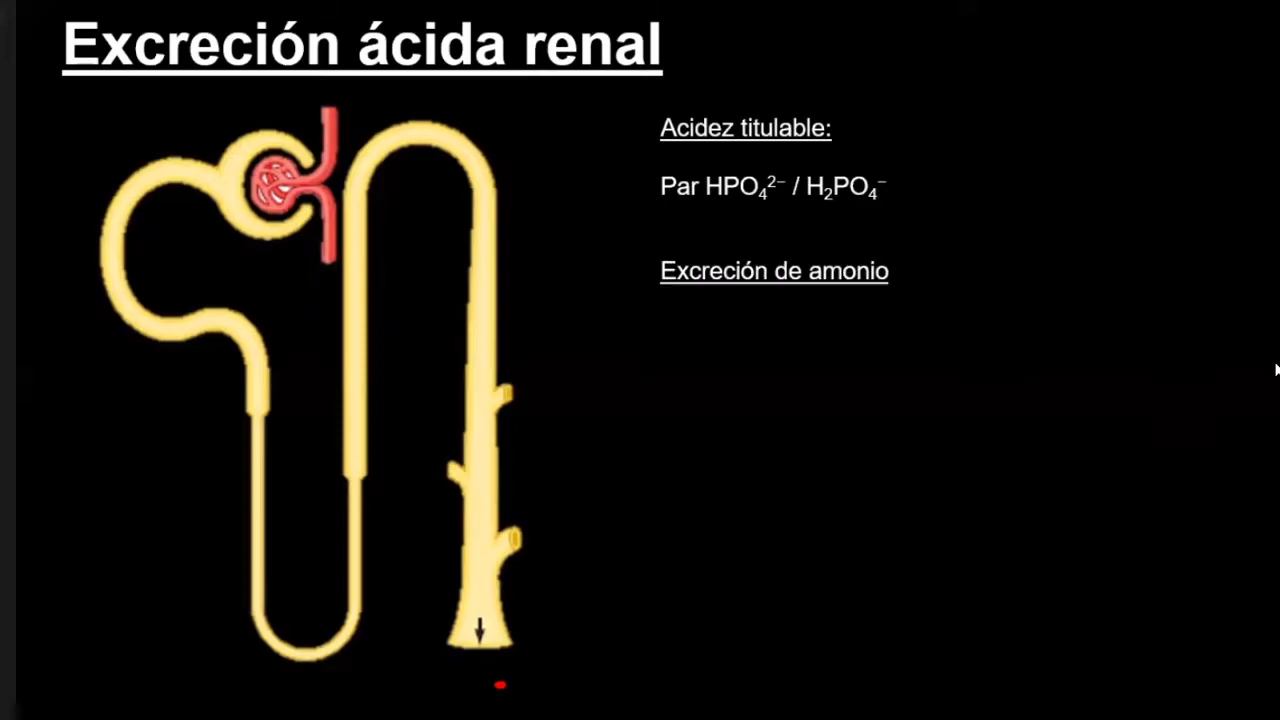 Excreción ácida renal
Acidez titulable:
Par HPO₄²⁻ / H₂PO₄⁻
Excreción de amonio